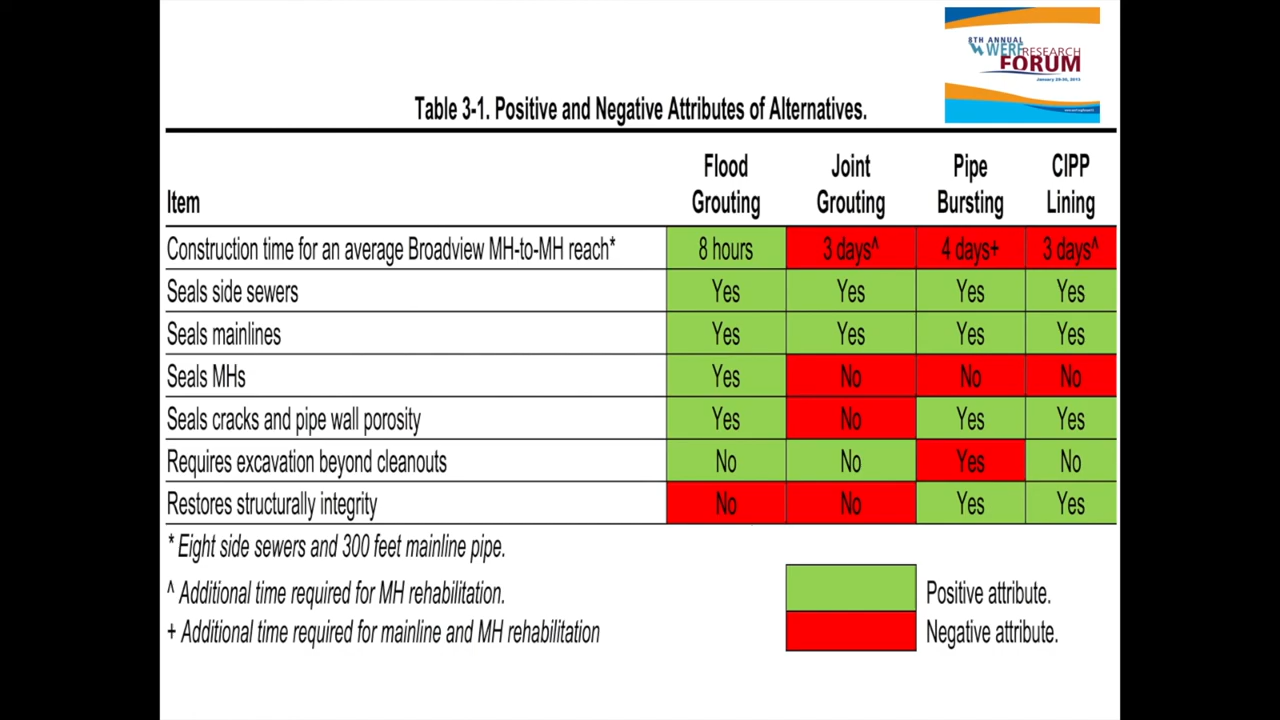 8TH ANNUAL
WERF RESEARCH
FORUM
January 29-30, 2013
Table 3-1. Positive and Negative Attributes of Alternatives.
Item Flood Grouting Joint Grouting Pipe Bursting CIPP Lining
Construction time for an average Broadview MH-to-MH reach* 8 hours 3 days^ 4 days+ 3 days^
Seals side sewers Yes Yes Yes Yes
Seals mainlines Yes Yes Yes Yes
Seals MHs Yes No No No
Seals cracks and pipe wall porosity Yes No Yes Yes
Requires excavation beyond cleanouts No No Yes No
Restores structurally integrity No No Yes Yes
* Eight side sewers and 300 feet mainline pipe.
^ Additional time required for MH rehabilitation. Positive attribute.
+ Additional time required for mainline and MH rehabilitation Negative attribute.